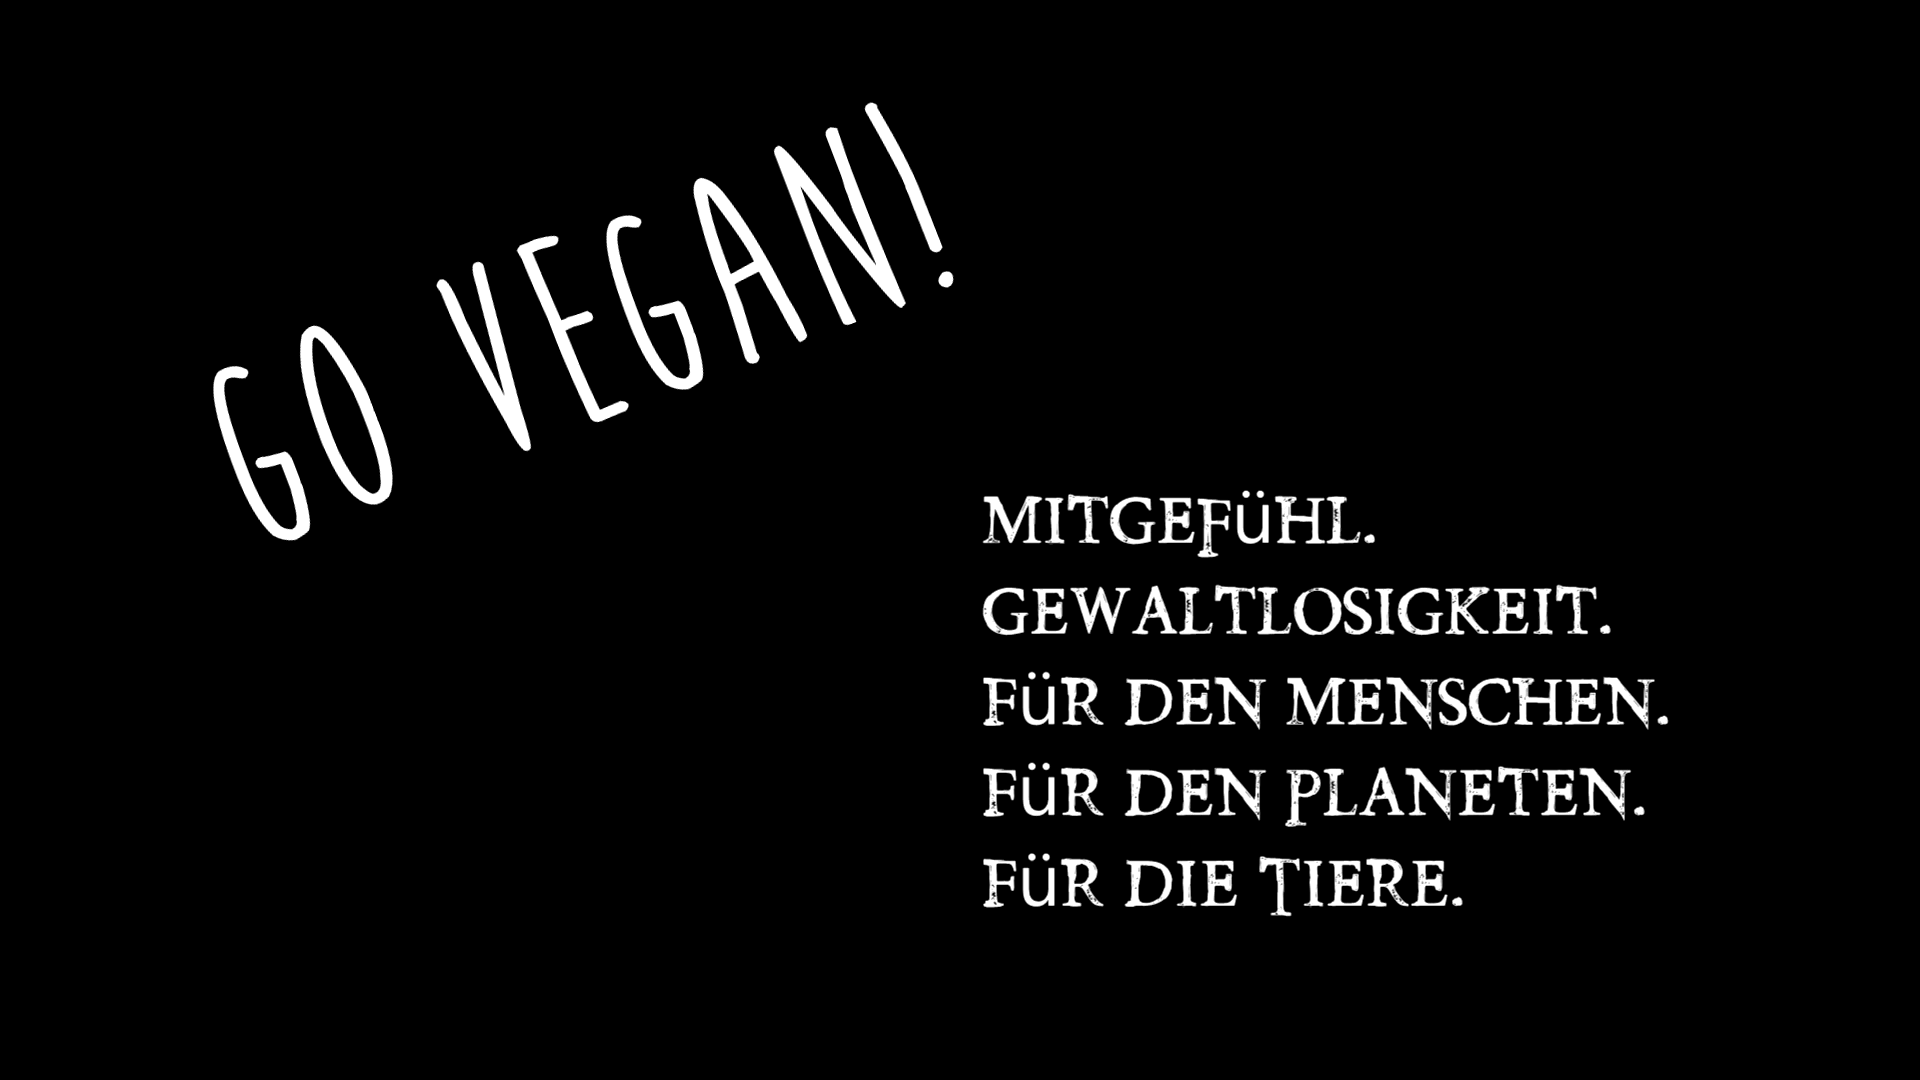 GO VEGAN!
MITGEFÜHL.
GEWALTLOSIGKEIT.
FÜR DEN MENSCHEN.
FÜR DEN PLANETEN.
FÜR DIE TIERE.